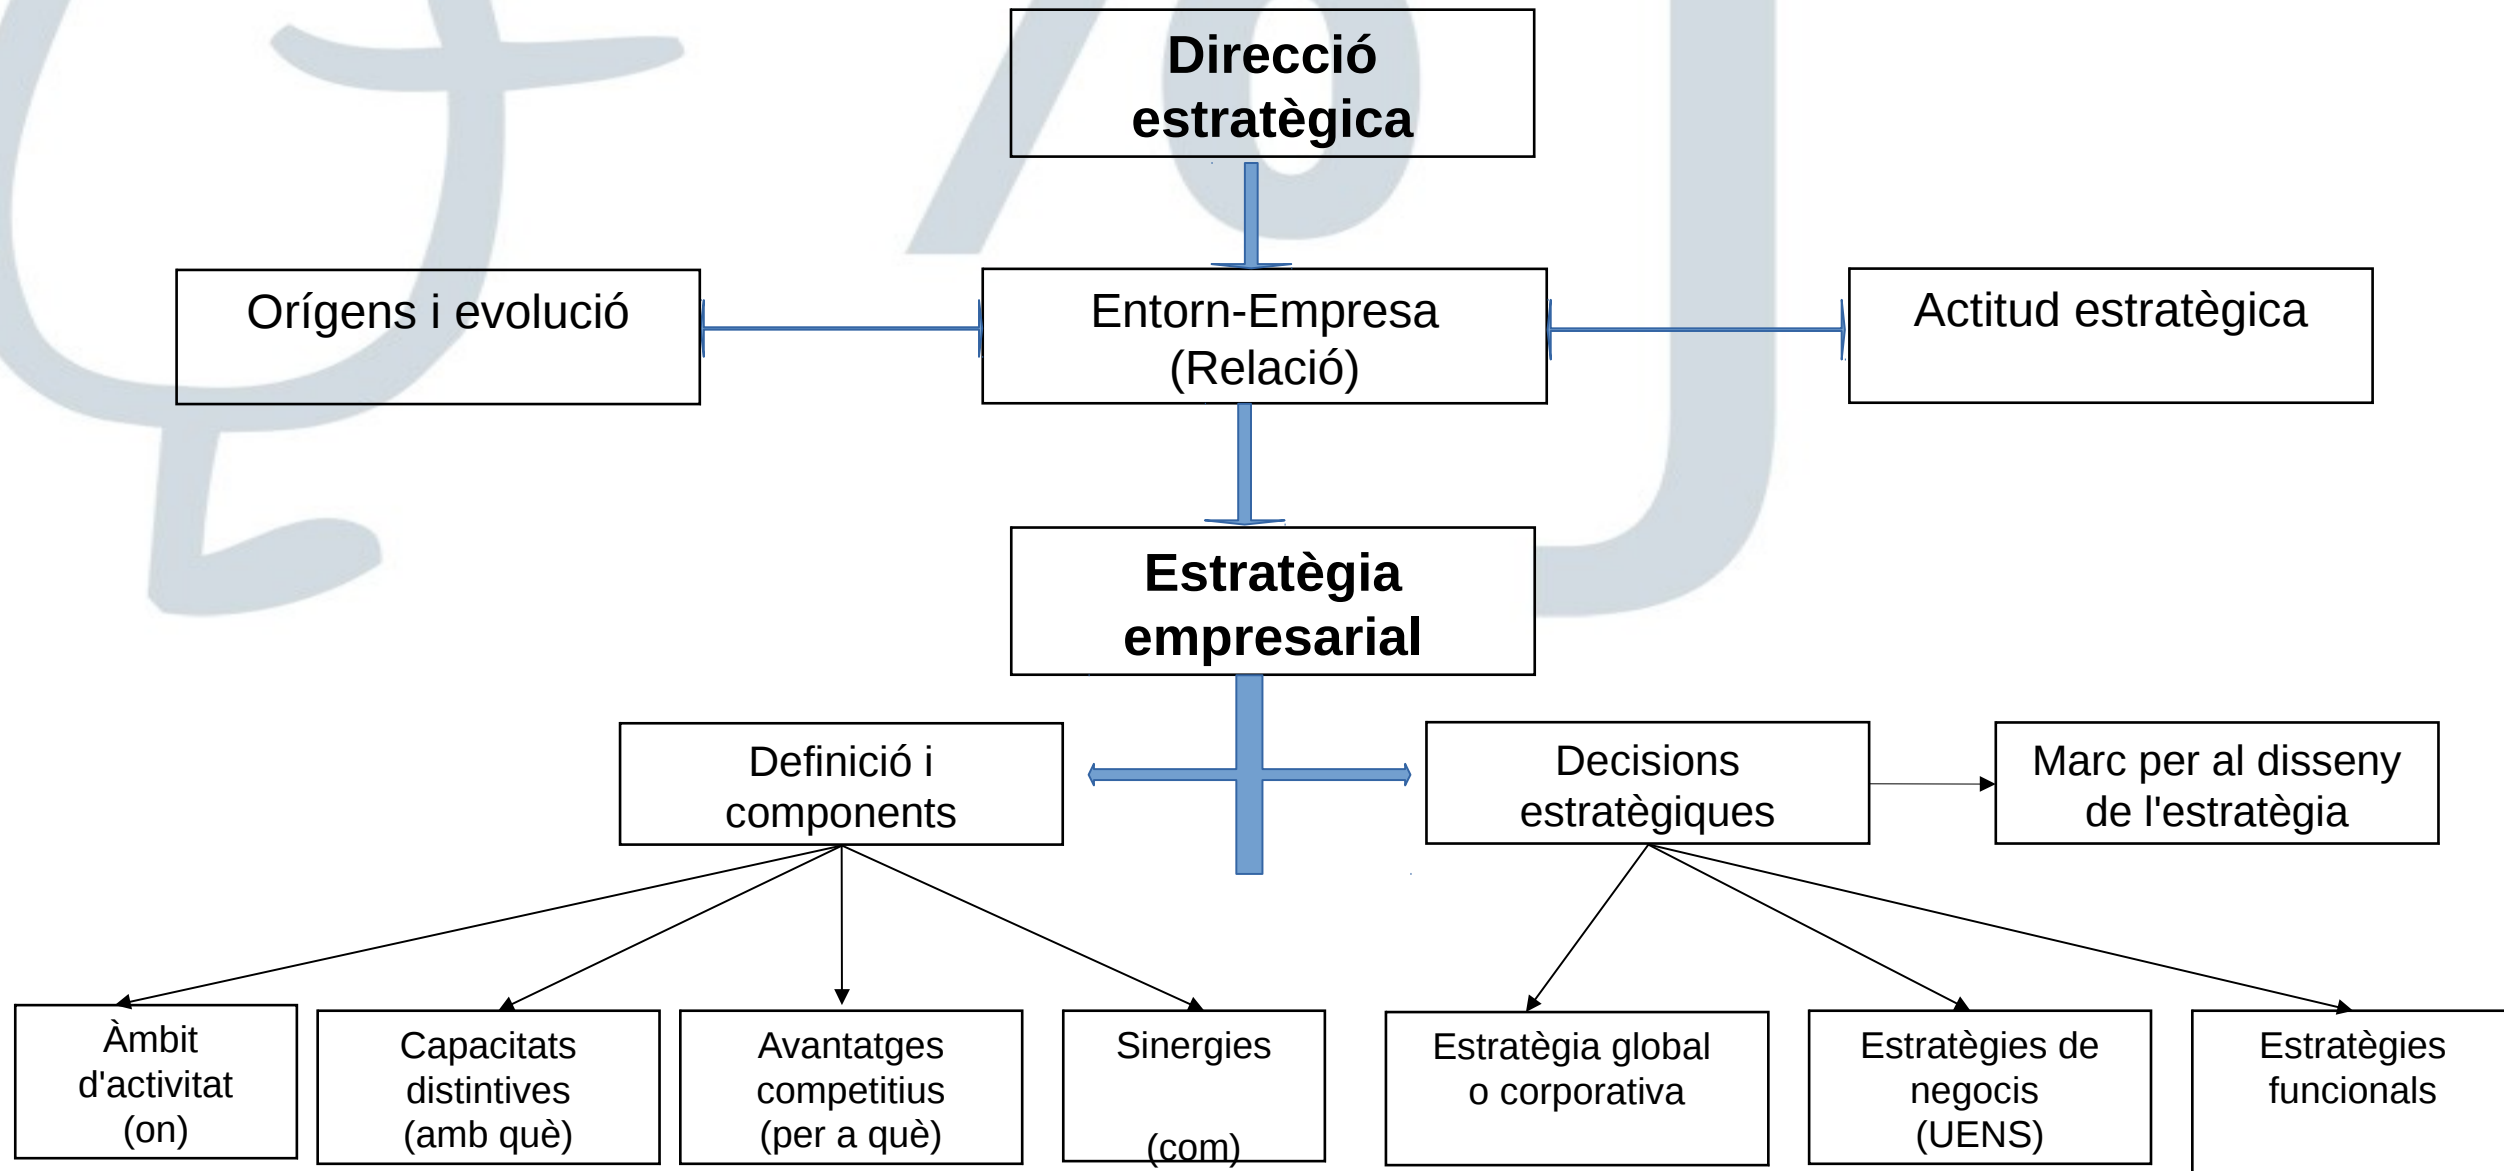 Direcció
estratègica
Orígens i evolució
Entorn-Empresa
(Relació)
Actitud estratègica
Estratègia
empresarial
Definició i
components
Decisions
estratègiques
Marc per al disseny
de l'estratègia
Àmbit
d'activitat
(on)
Capacitats
distintives
(amb què)
Avantatges
competitius
(per a què)
Sinergies
(com)
Estratègia global
o corporativa
Estratègies de
negocis
(UENS)
Estratègies
funcionals